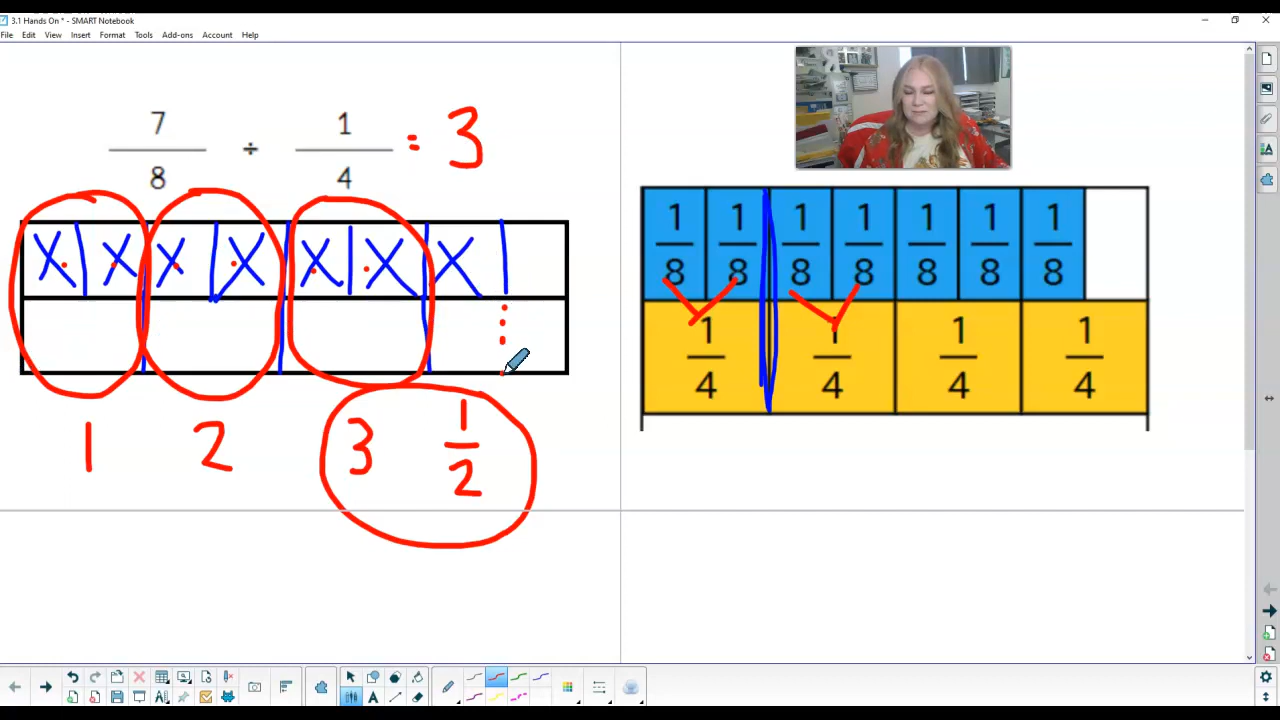 3.1 Hands On * - SMART Notebook
File Edit View Insert Format Tools Add-ons Account Help
7/8 ÷ 1/4 = 3
X X X X X X X
1 2 3 1/2
1/8 1/8 1/8 1/8 1/8 1/8 1/8
1/4 1/4 1/4 1/4